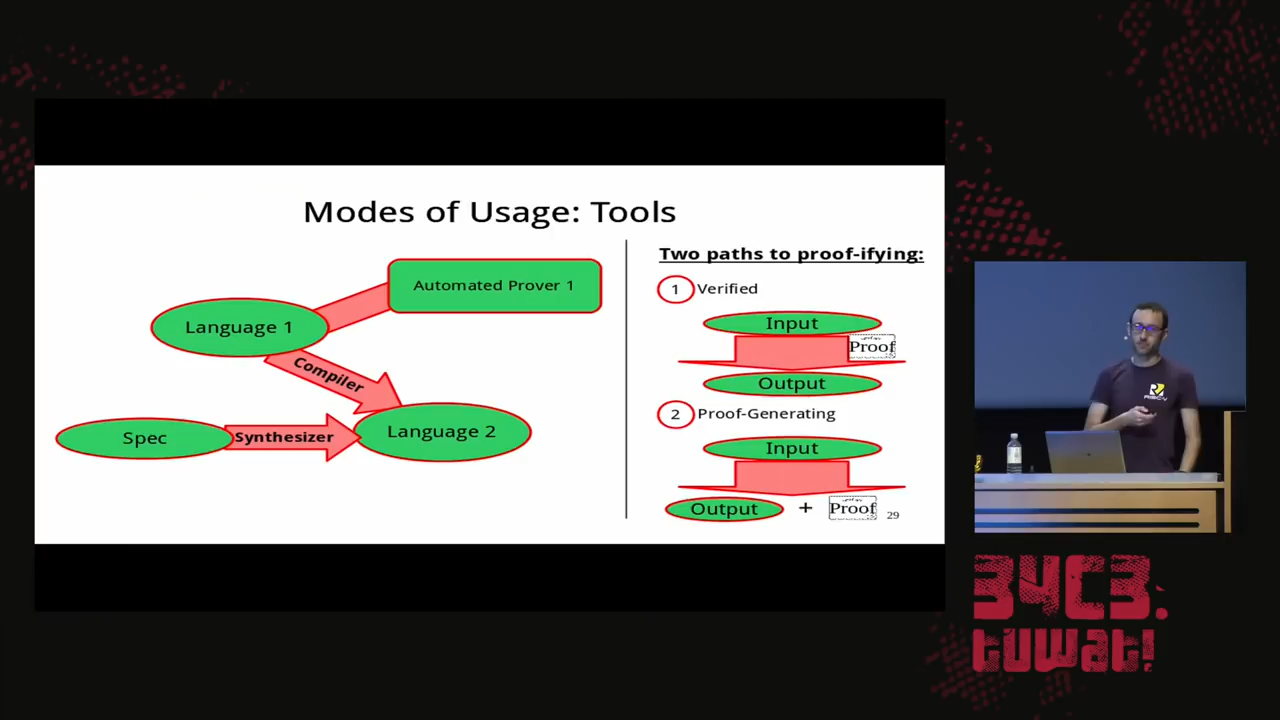 Modes of Usage: Tools
Automated Prover 1
Language 1
Compiler
Spec
Synthesizer
Language 2
Two paths to proof-ifying:
1 Verified
Input
Proof
Output
2 Proof-Generating
Input
Output + Proof
29
RISC-V
34C3.
tuwat!